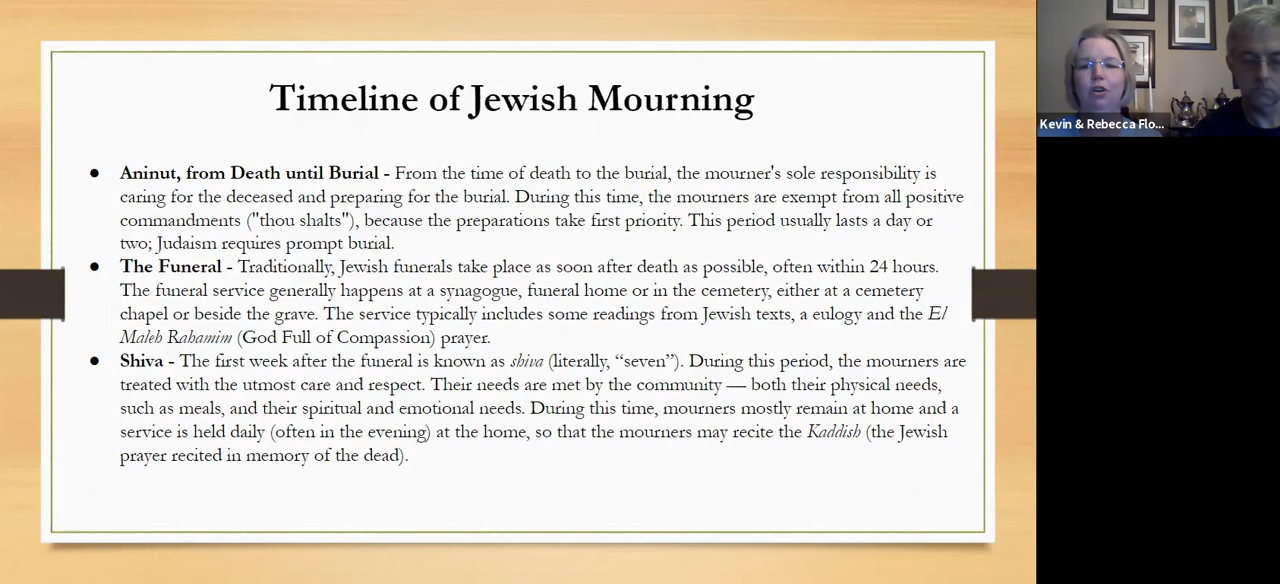 Timeline of Jewish Mourning
● Aninut, from Death until Burial - From the time of death to the burial, the mourner's sole responsibility is
caring for the deceased and preparing for the burial. During this time, the mourners are exempt from all positive
commandments ("thou shalts"), because the preparations take first priority. This period usually lasts a day or
two; Judaism requires prompt burial.
● The Funeral - Traditionally, Jewish funerals take place as soon after death as possible, often within 24 hours.
The funeral service generally happens at a synagogue, funeral home or in the cemetery, either at a cemetery
chapel or beside the grave. The service typically includes some readings from Jewish texts, a eulogy and the El
Maleh Rahamim (God Full of Compassion) prayer.
● Shiva - The first week after the funeral is known as shiva (literally, “seven”). During this period, the mourners are
treated with the utmost care and respect. Their needs are met by the community — both their physical needs,
such as meals, and their spiritual and emotional needs. During this time, mourners mostly remain at home and a
service is held daily (often in the evening) at the home, so that the mourners may recite the Kaddish (the Jewish
prayer recited in memory of the dead).
Kevin & Rebecca Flo...